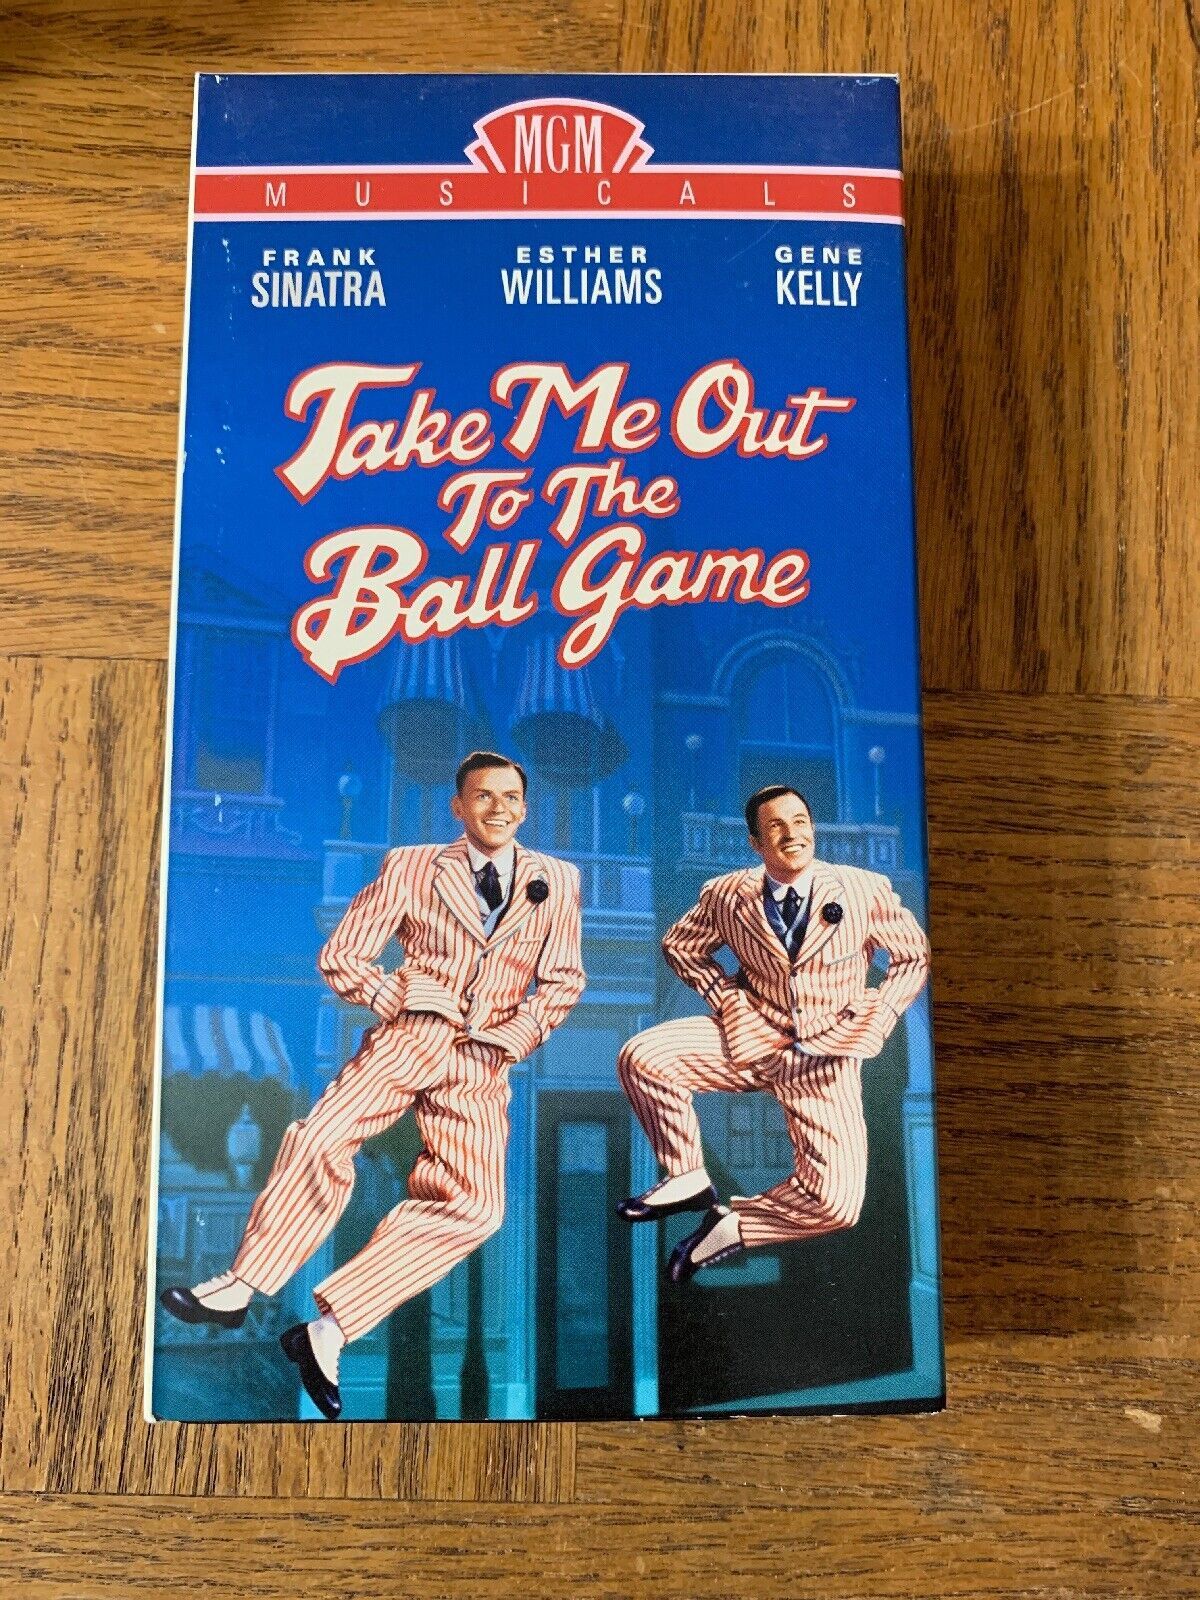 MGM
MUSICALS
FRANK ESTHER GENE
SINATRA WILLIAMS KELLY
Take Me Out
To The
Ball Game